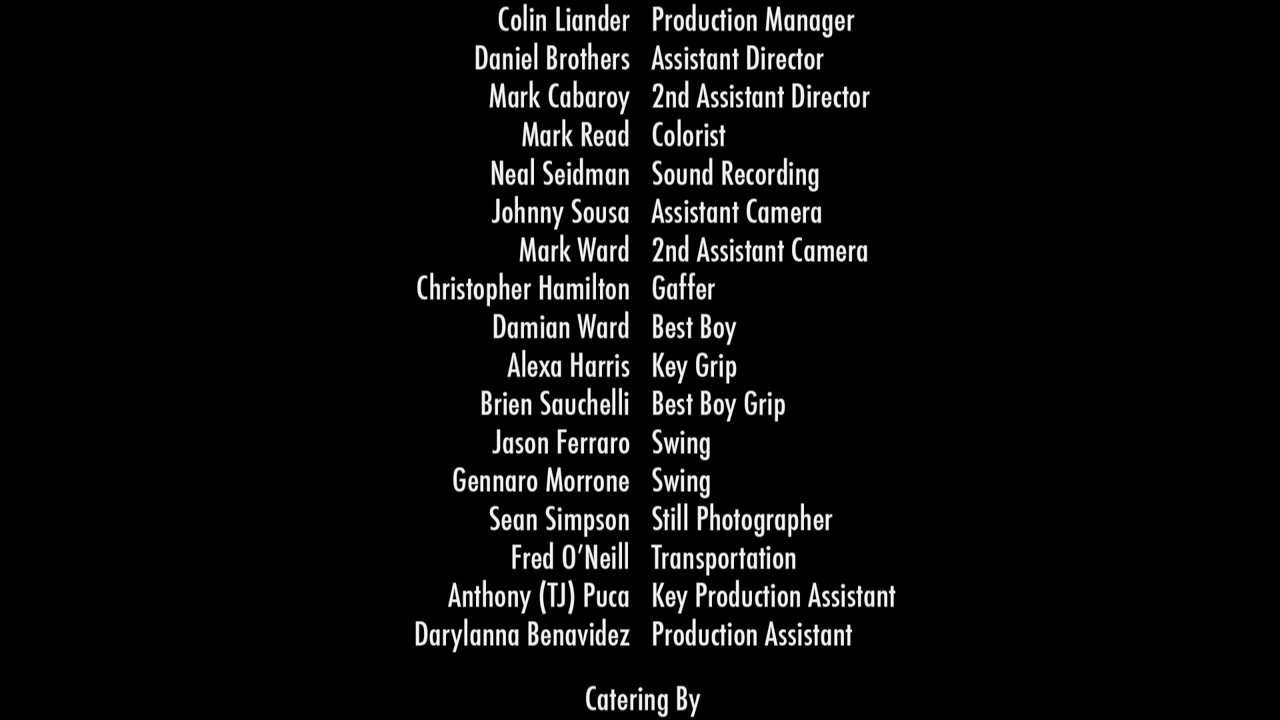 Colin Liander Production Manager
Daniel Brothers Assistant Director
Mark Cabaroy 2nd Assistant Director
Mark Read Colorist
Neal Seidman Sound Recording
Johnny Sousa Assistant Camera
Mark Ward 2nd Assistant Camera
Christopher Hamilton Gaffer
Damian Ward Best Boy
Alexa Harris Key Grip
Brien Sauchelli Best Boy Grip
Jason Ferraro Swing
Gennaro Morrone Swing
Sean Simpson Still Photographer
Fred O’Neill Transportation
Anthony (TJ) Puca Key Production Assistant
Darylanna Benavidez Production Assistant
Catering By